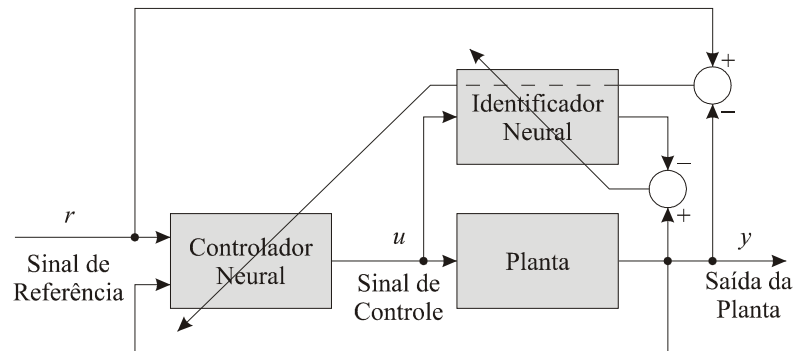 +
−
Identificador
Neural
−
+
r
Sinal de
Referência
Controlador
Neural
u
Sinal de
Controle
Planta
y
Saída da
Planta